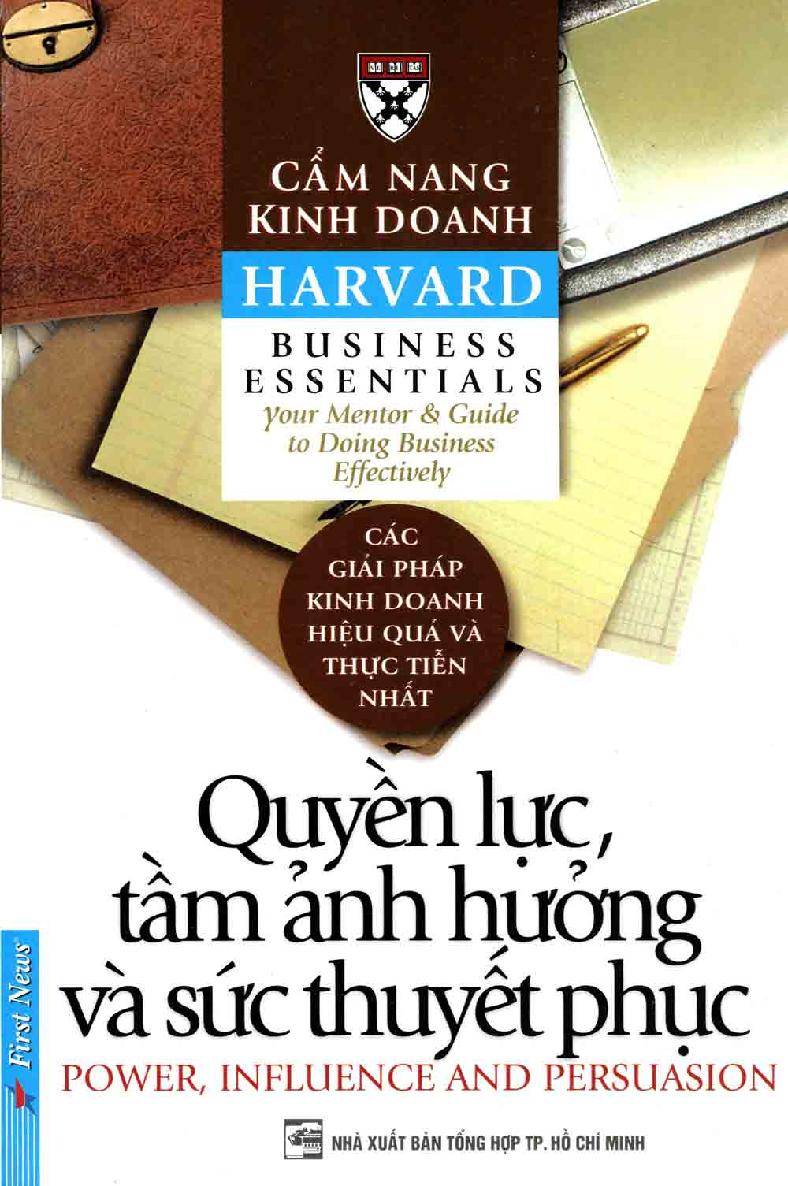 CẨM NANG
KINH DOANH
HARVARD
BUSINESS
ESSENTIALS
your Mentor & Guide
to Doing Business
Effectively
CÁC
GIẢI PHÁP
KINH DOANH
HIỆU QUẢ VÀ
THỰC TIỄN
NHẤT
Quyền lực,
tầm ảnh hưởng
và sức thuyết phục
POWER, INFLUENCE AND PERSUASION
First News
NHÀ XUẤT BẢN TỔNG HỢP TP. HỒ CHÍ MINH